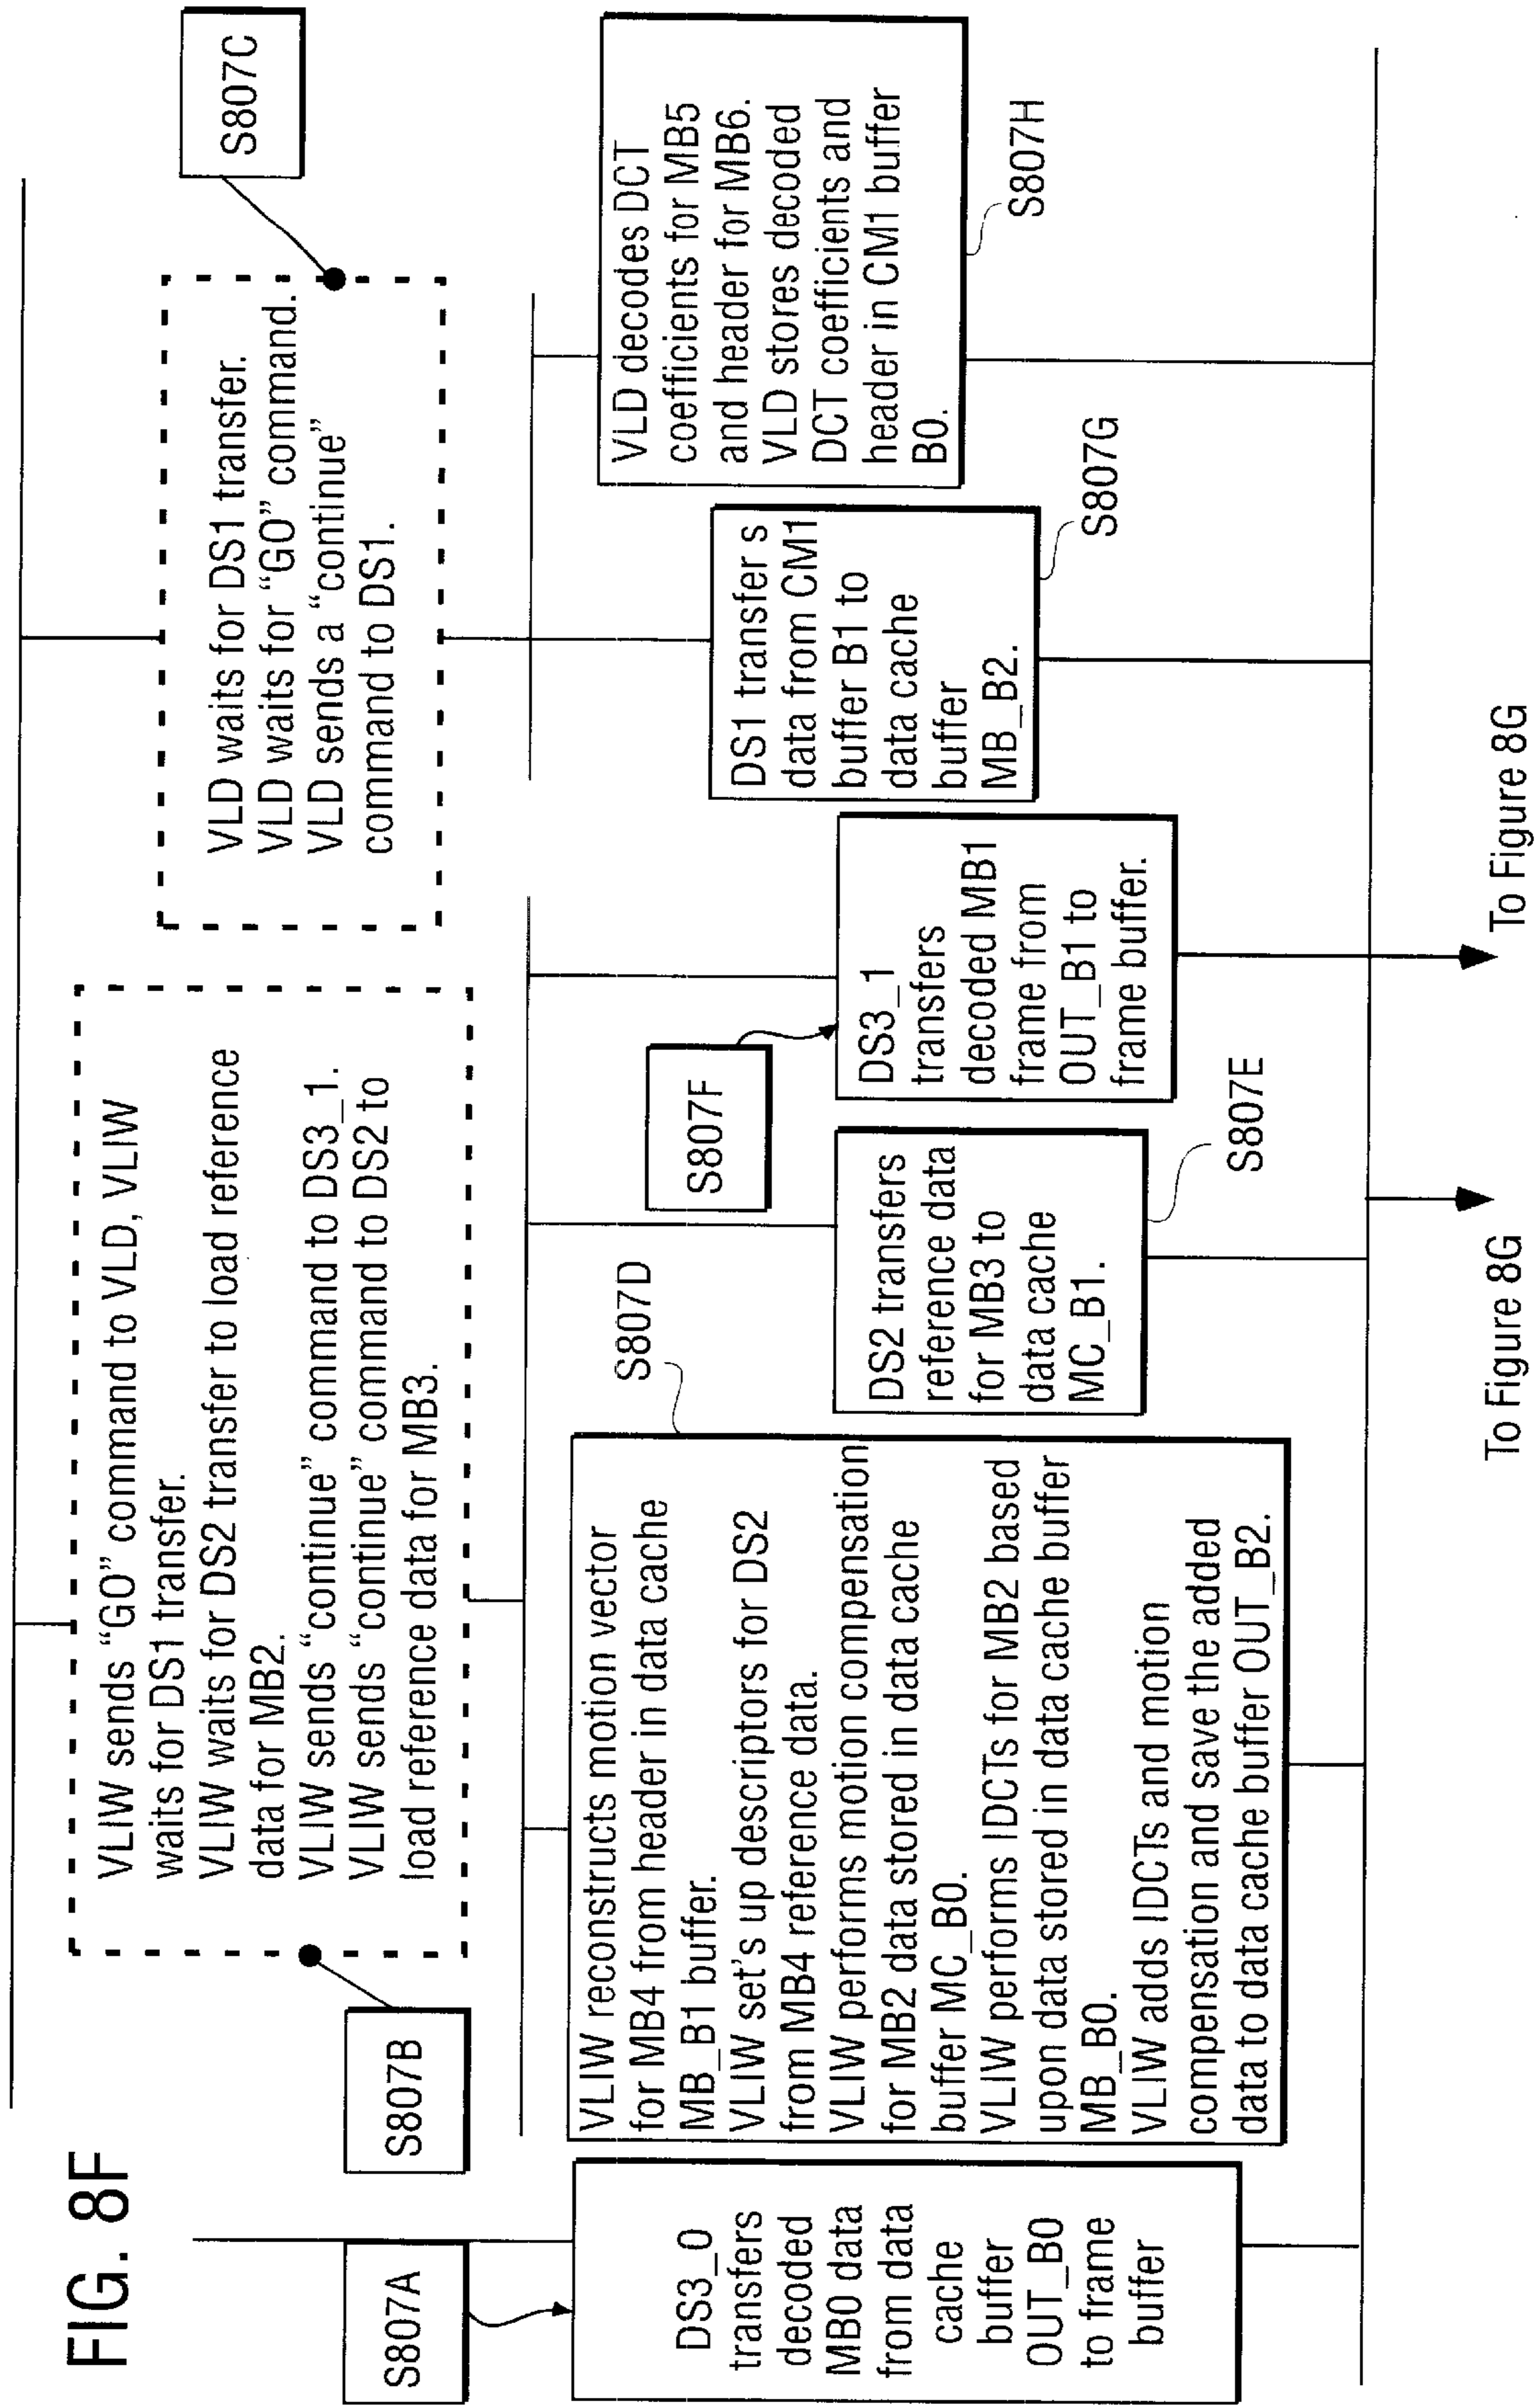 FIG. 8F
S807A
DS3_0
transfers
decoded
MB0 data
from data
cache
buffer
OUT_B0
to frame
buffer
S807B
VLIW sends “GO” command to VLD, VLIW
waits for DS1 transfer.
VLIW waits for DS2 transfer to load reference
data for MB2.
VLIW sends “continue” command to DS3_1.
VLIW sends “continue” command to DS2 to
load reference data for MB3.
S807C
VLD waits for DS1 transfer.
VLD waits for “GO” command.
VLD sends a “continue”
command to DS1.
S807D
VLIW reconstructs motion vector
for MB4 from header in data cache
MB_B1 buffer.
VLIW set's up descriptors for DS2
from MB4 reference data.
VLIW performs motion compensation
for MB2 data stored in data cache
buffer MC_B0.
VLIW performs IDCTs for MB2 based
upon data stored in data cache buffer
MB_B0.
VLIW adds IDCTs and motion
compensation and save the added
data to data cache buffer OUT_B2.
DS2 transfers
reference data
for MB3 to
data cache
MC_B1.
S807E
S807F
DS3_1
transfers
decoded MB1
frame from
OUT_B1 to
frame buffer.
DS1 transfer s
data from CM1
buffer B1 to
data cache
buffer
MB_B2.
S807G
VLD decodes DCT
coefficients for MB5
and header for MB6.
VLD stores decoded
DCT coefficients and
header in CM1 buffer
B0.
S807H
To Figure 8G
To Figure 8G